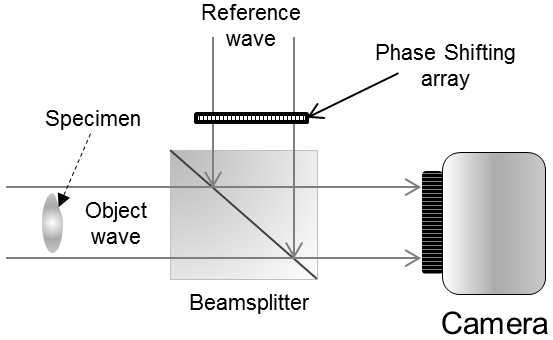 Reference
wave
Phase Shifting
array
Specimen
Object
wave
Beamsplitter
Camera